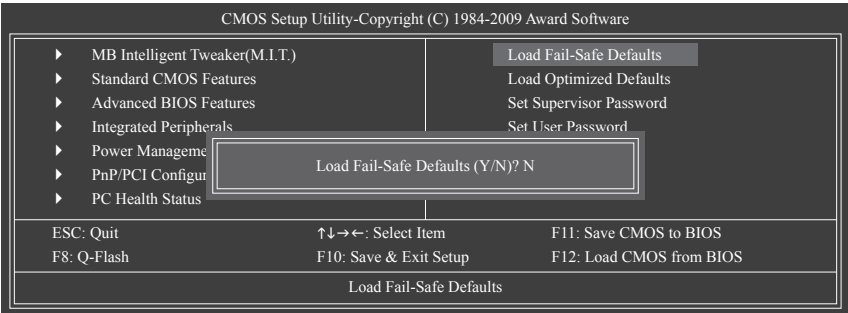 CMOS Setup Utility-Copyright (C) 1984-2009 Award Software
MB Intelligent Tweaker(M.I.T.)
Standard CMOS Features
Advanced BIOS Features
Integrated Peripherals
Power Manageme
PnP/PCI Configur
PC Health Status
Load Fail-Safe Defaults
Load Optimized Defaults
Set Supervisor Password
Set User Password
Load Fail-Safe Defaults (Y/N)? N
ESC: Quit ↑↓→←: Select Item F11: Save CMOS to BIOS
F8: Q-Flash F10: Save & Exit Setup F12: Load CMOS from BIOS
Load Fail-Safe Defaults